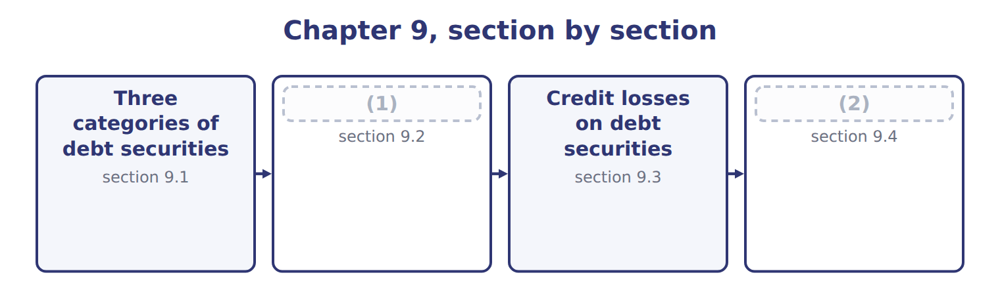 Chapter 9, section by section
Three
categories of
debt securities
section 9.1
(1)
section 9.2
Credit losses
on debt
securities
section 9.3
(2)
section 9.4